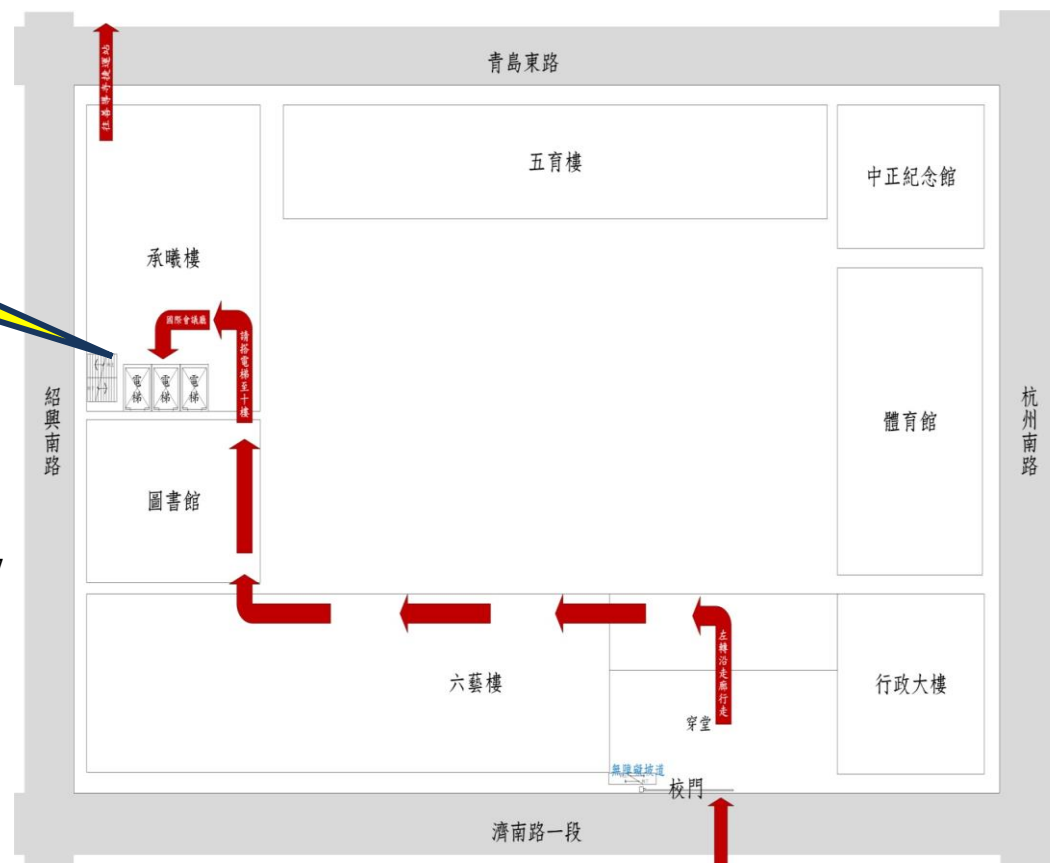 往善導寺捷運站
青島東路
五育樓
中正紀念館
承曦樓
國際會議廳
請搭電梯至十樓
電梯
電梯
電梯
紹興南路
杭州南路
體育館
圖書館
六藝樓
左轉沿走廊行走
行政大樓
穿堂
無障礙坡道
校門
濟南路一段